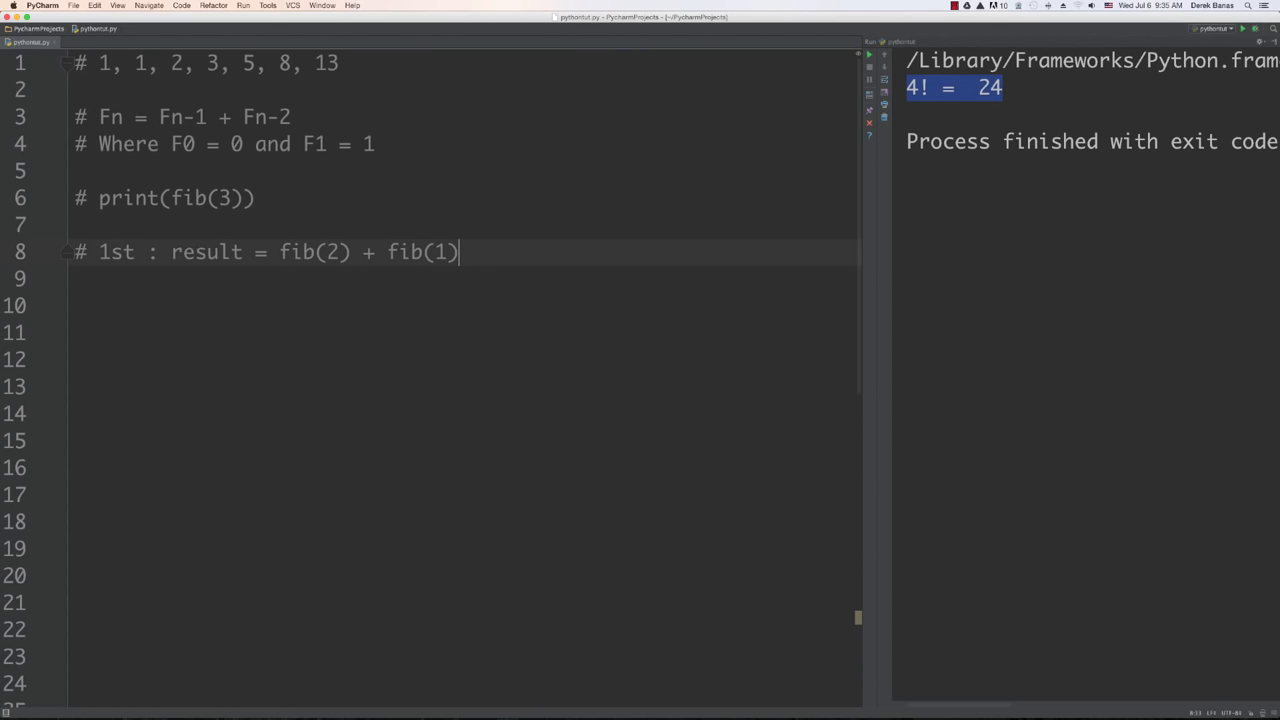 PyCharm File Edit View Navigate Code Refactor Run Tools VCS Window Help
10 Wed Jul 6 9:35 AM Derek Banas
pythontut.py - PyCharmProjects - [~/PycharmProjects]
PycharmProjects pythontut.py pythontut
pythontut.py
Run pythontut
1 # 1, 1, 2, 3, 5, 8, 13
2
3 # Fn = Fn-1 + Fn-2
4 # Where F0 = 0 and F1 = 1
5
6 # print(fib(3))
7
8 # 1st : result = fib(2) + fib(1)
9
10
11
12
13
14
15
16
17
18
19
20
21
22
23
24
/Library/Frameworks/Python.fram
4! =  24
Process finished with exit code
8:53 LF‡ UTF-8‡